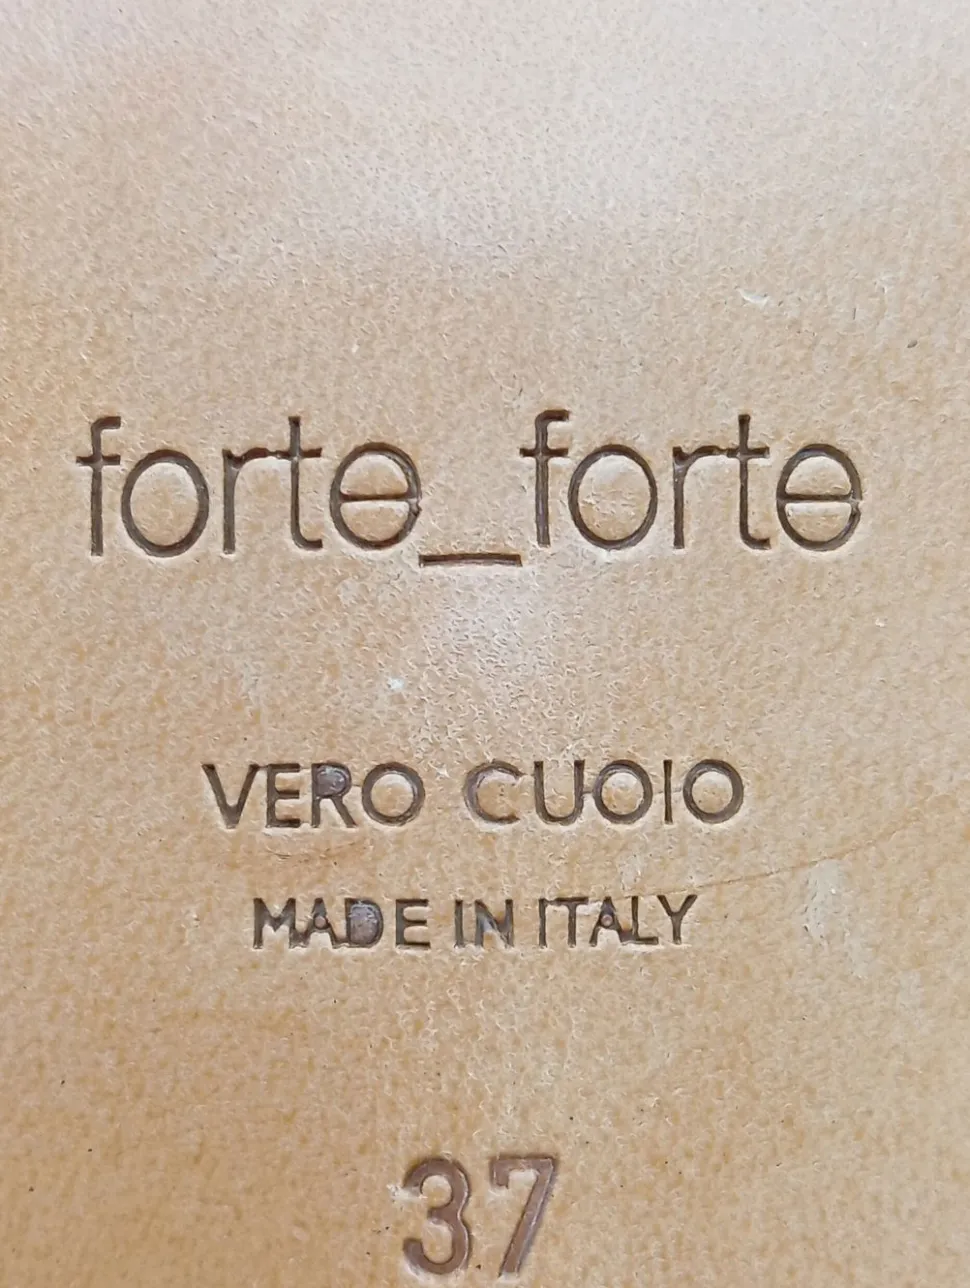 forte_forte
VERO CUOIO
MADE IN ITALY
37